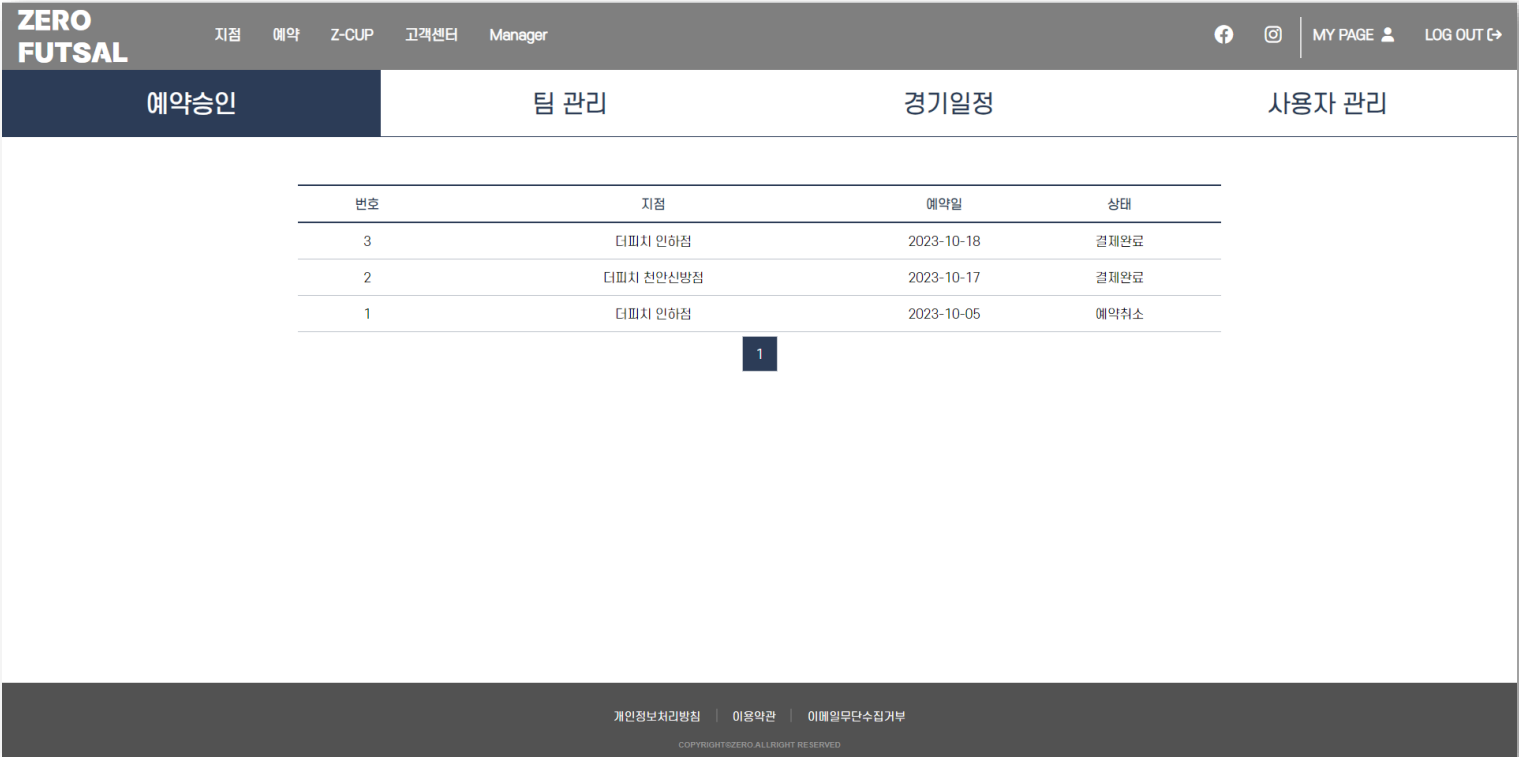 ZERO
FUTSAL
지점 예약 Z-CUP 고객센터 Manager MY PAGE LOG OUT
예약승인 팀 관리 경기일정 사용자 관리
번호 지점 예약일 상태
3 더피치 인하점 2023-10-18 결제완료
2 더피치 천안신방점 2023-10-17 결제완료
1 더피치 인하점 2023-10-05 예약취소
1
개인정보처리방침 이용약관 이메일무단수집거부
COPYRIGHT©ZERO.ALLRIGHT RESERVED